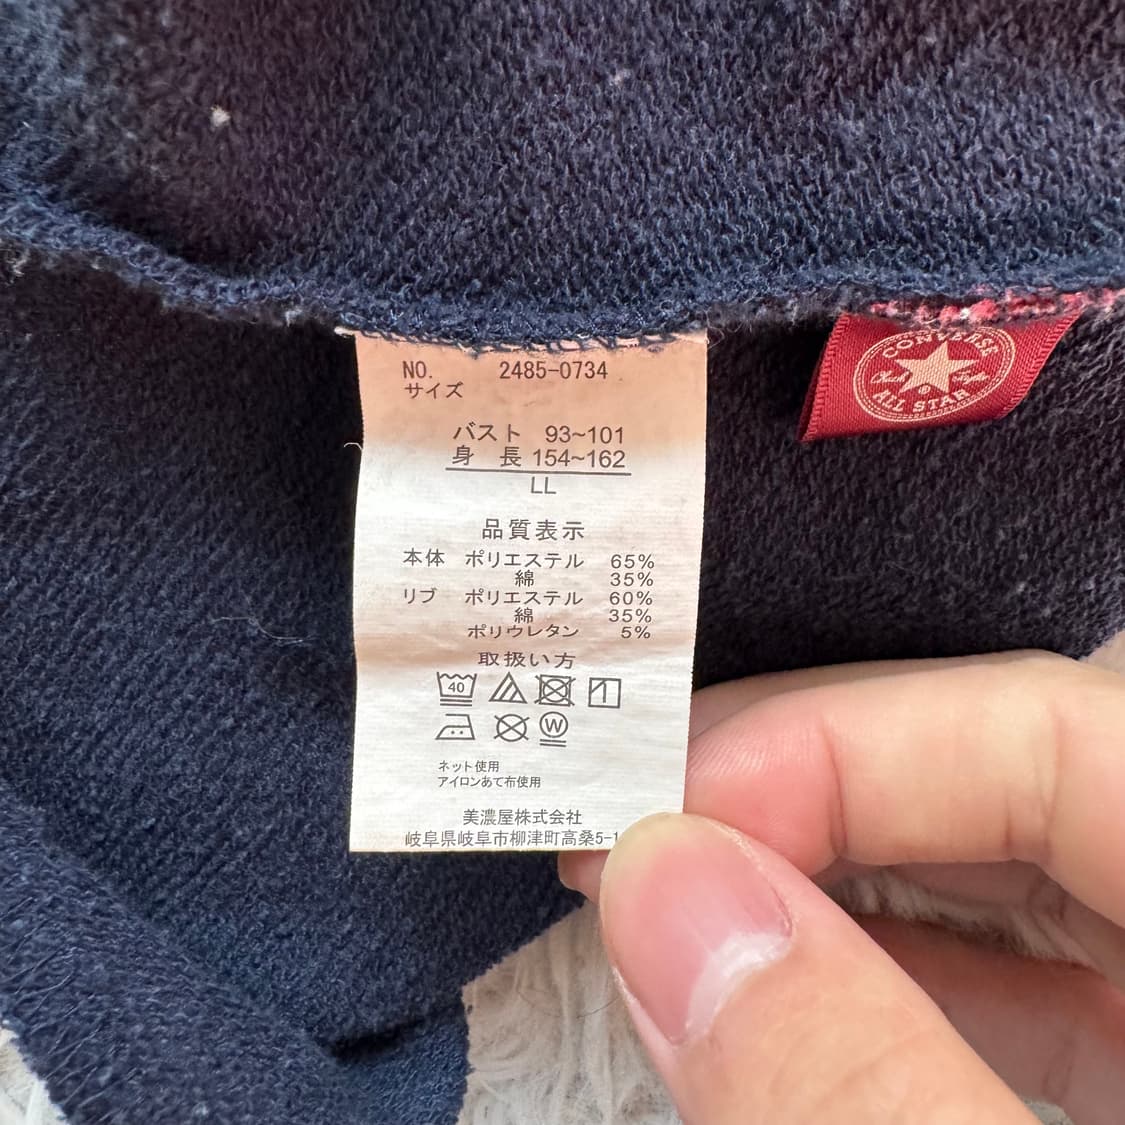 NO. 2485-0734
サイズ
バスト 93~101
身 長 154~162
LL
品質表示
本体 ポリエステル 65%
綿 35%
リブ ポリエステル 60%
綿 35%
ポリウレタン 5%
取扱い方
40
W
ネット使用
アイロンあて布使用
美濃屋株式会社
岐阜県岐阜市柳津町高桑5-1
CONVERSE
ALL STAR